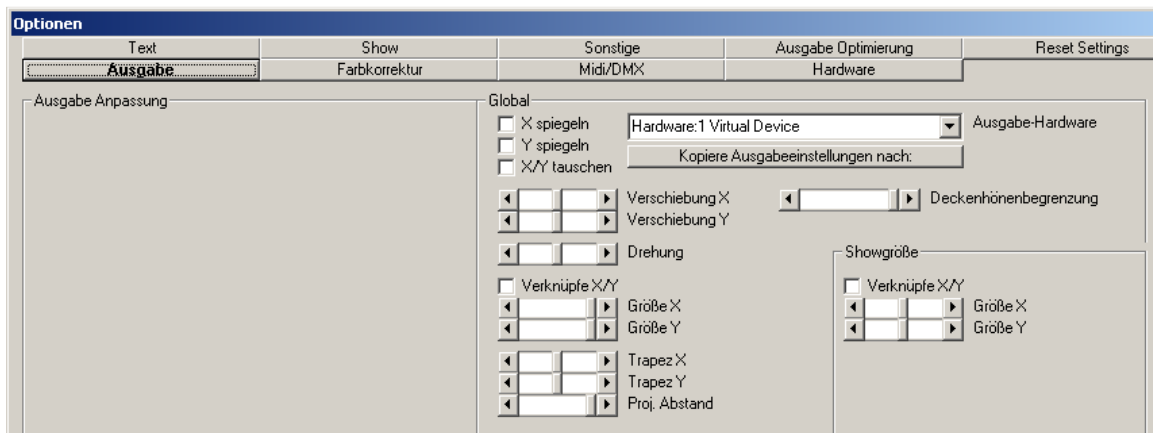 Optionen
Text Show Sonstige Ausgabe Optimierung Reset Settings
Ausgabe Farbkorrektur Midi/DMX Hardware
Ausgabe Anpassung
Global
X spiegeln
Hardware:1 Virtual Device
Ausgabe-Hardware
Y spiegeln
Kopiere Ausgabeeinstellungen nach:
X/Y tauschen
Verschiebung X
Deckenhönenbegrenzung
Verschiebung Y
Drehung
Showgröße
Verknüpfe X/Y
Verknüpfe X/Y
Größe X
Größe X
Größe Y
Größe Y
Trapez X
Trapez Y
Proj. Abstand